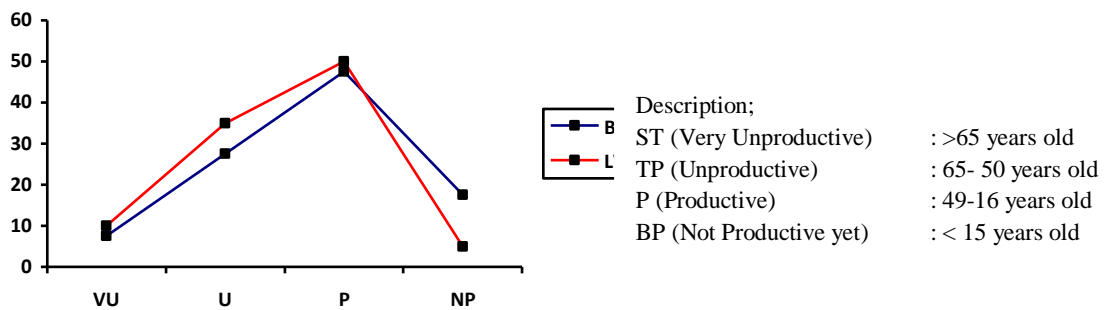 60
50
40
30
20
10
0
VU U P NP
B
L
Description;
ST (Very Unproductive) : >65 years old
TP (Unproductive) : 65- 50 years old
P (Productive) : 49-16 years old
BP (Not Productive yet) : < 15 years old